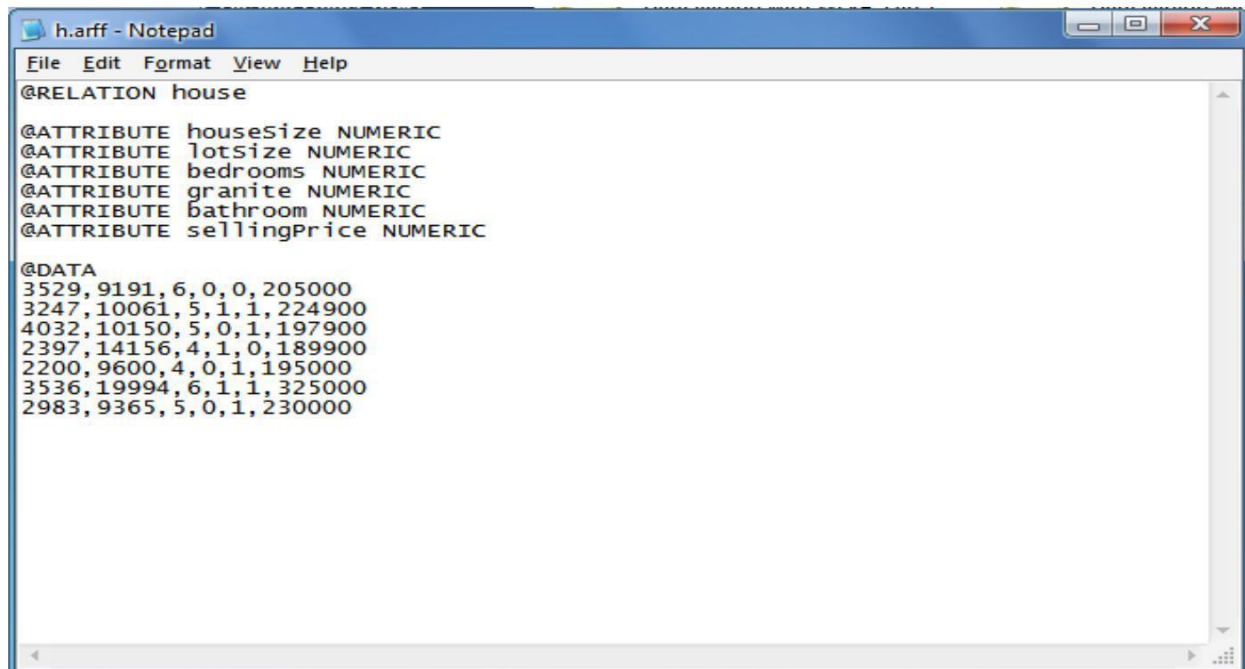 h.arff - Notepad
File Edit Format View Help
@RELATION house
@ATTRIBUTE houseSize NUMERIC
@ATTRIBUTE lotSize NUMERIC
@ATTRIBUTE bedrooms NUMERIC
@ATTRIBUTE granite NUMERIC
@ATTRIBUTE bathroom NUMERIC
@ATTRIBUTE sellingPrice NUMERIC
@DATA
3529,9191,6,0,0,205000
3247,10061,5,1,1,224900
4032,10150,5,0,1,197900
2397,14156,4,1,0,189900
2200,9600,4,0,1,195000
3536,19994,6,1,1,325000
2983,9365,5,0,1,230000